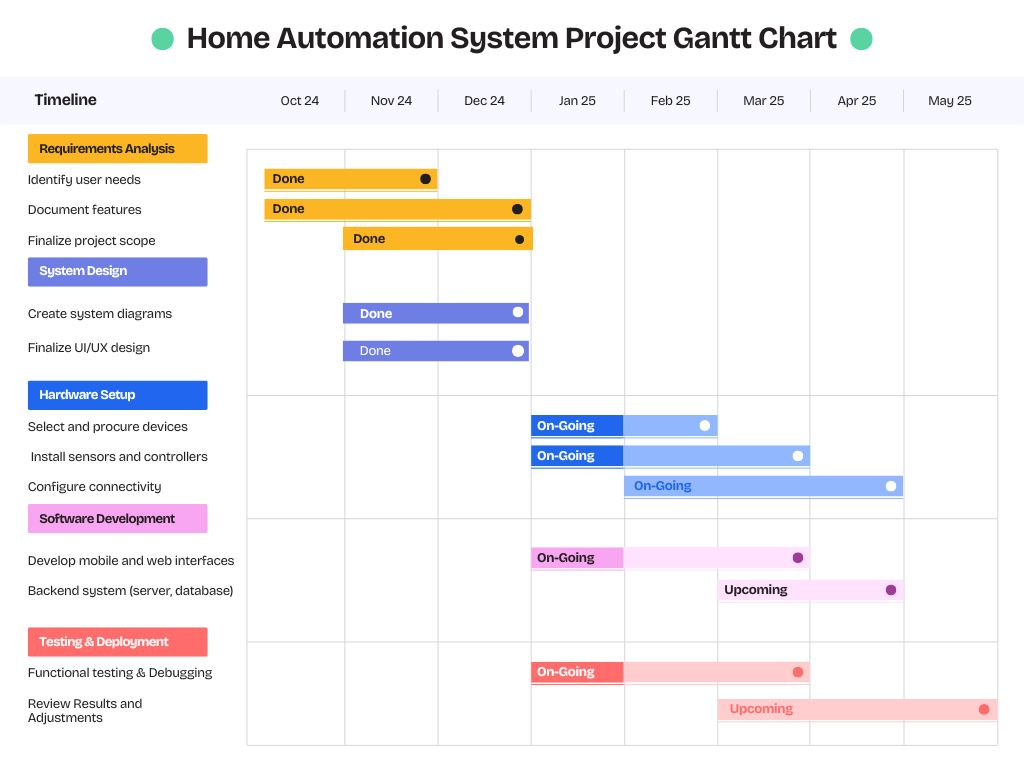 Home Automation System Project Gantt Chart
Timeline Oct 24 Nov 24 Dec 24 Jan 25 Feb 25 Mar 25 Apr 25 May 25
Requirements Analysis
Identify user needs Done
Document features Done
Finalize project scope Done
System Design
Create system diagrams Done
Finalize UI/UX design Done
Hardware Setup
Select and procure devices On-Going
Install sensors and controllers On-Going
Configure connectivity On-Going
Software Development
Develop mobile and web interfaces On-Going
Backend system (server, database) Upcoming
Testing & Deployment
Functional testing & Debugging On-Going
Review Results and
Adjustments
Upcoming